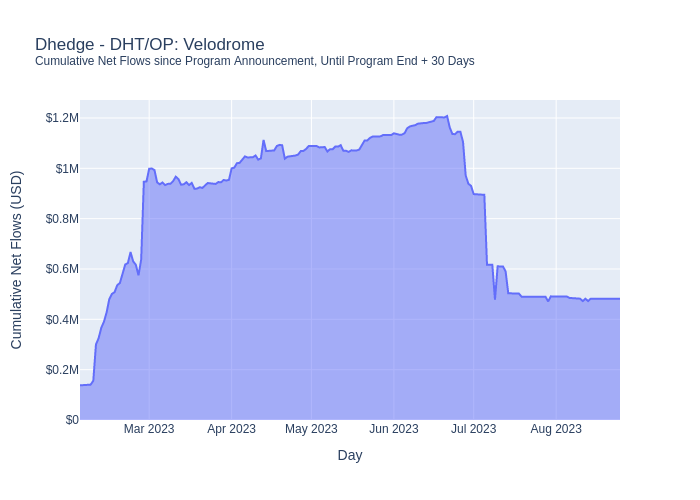 Dhedge - DHT/OP: Velodrome
Cumulative Net Flows since Program Announcement, Until Program End + 30 Days
Cumulative Net Flows (USD)
$1.2M
$1M
$0.8M
$0.6M
$0.4M
$0.2M
$0
Mar 2023 Apr 2023 May 2023 Jun 2023 Jul 2023 Aug 2023
Day